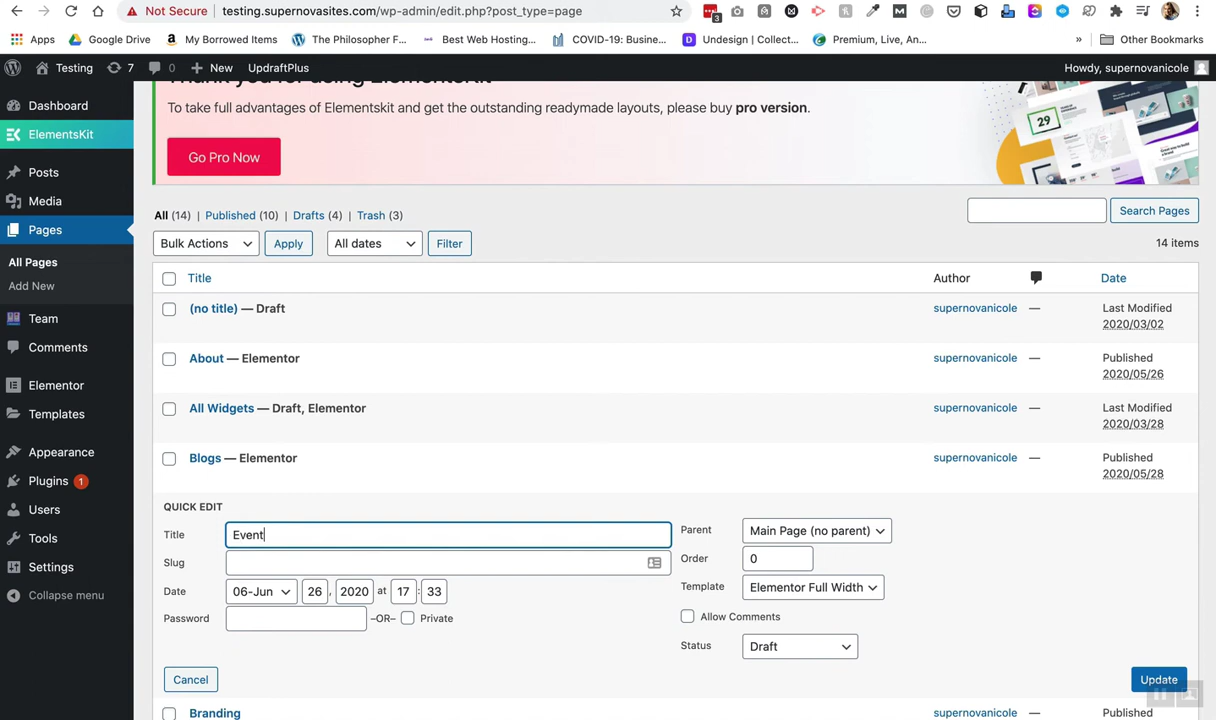 Not Secure testing.supernovasites.com/wp-admin/edit.php?post_type=page
3
Apps Google Drive My Borrowed Items The Philosopher F... Best Web Hosting... COVID-19: Busine... Undesign | Collect... Premium, Live, An... » Other Bookmarks
Testing 7 0 New UpdraftPlus Howdy, supernovanicole
Dashboard
ElementsKit
Posts
Media
Pages
All Pages
Add New
Team
Comments
Elementor
Templates
Appearance
Plugins 1
Users
Tools
Settings
Collapse menu
Thank you for using ElementsKit
To take full advantages of Elementskit and get the outstanding readymade layouts, please buy pro version.
Go Pro Now
29
All (14) | Published (10) | Drafts (4) | Trash (3)
Search Pages
Bulk Actions Apply All dates Filter
14 items
Title Author Date
(no title) — Draft supernovanicole — Last Modified
2020/03/02
About — Elementor supernovanicole — Published
2020/05/26
All Widgets — Draft, Elementor supernovanicole — Last Modified
2020/03/28
Blogs — Elementor supernovanicole — Published
2020/05/28
QUICK EDIT
Title Event
Slug
Date 06-Jun 26 , 2020 at 17 : 33
Password –OR– Private
Parent Main Page (no parent)
Order 0
Template Elementor Full Width
Allow Comments
Status Draft
Cancel Update
Branding supernovanicole — Published